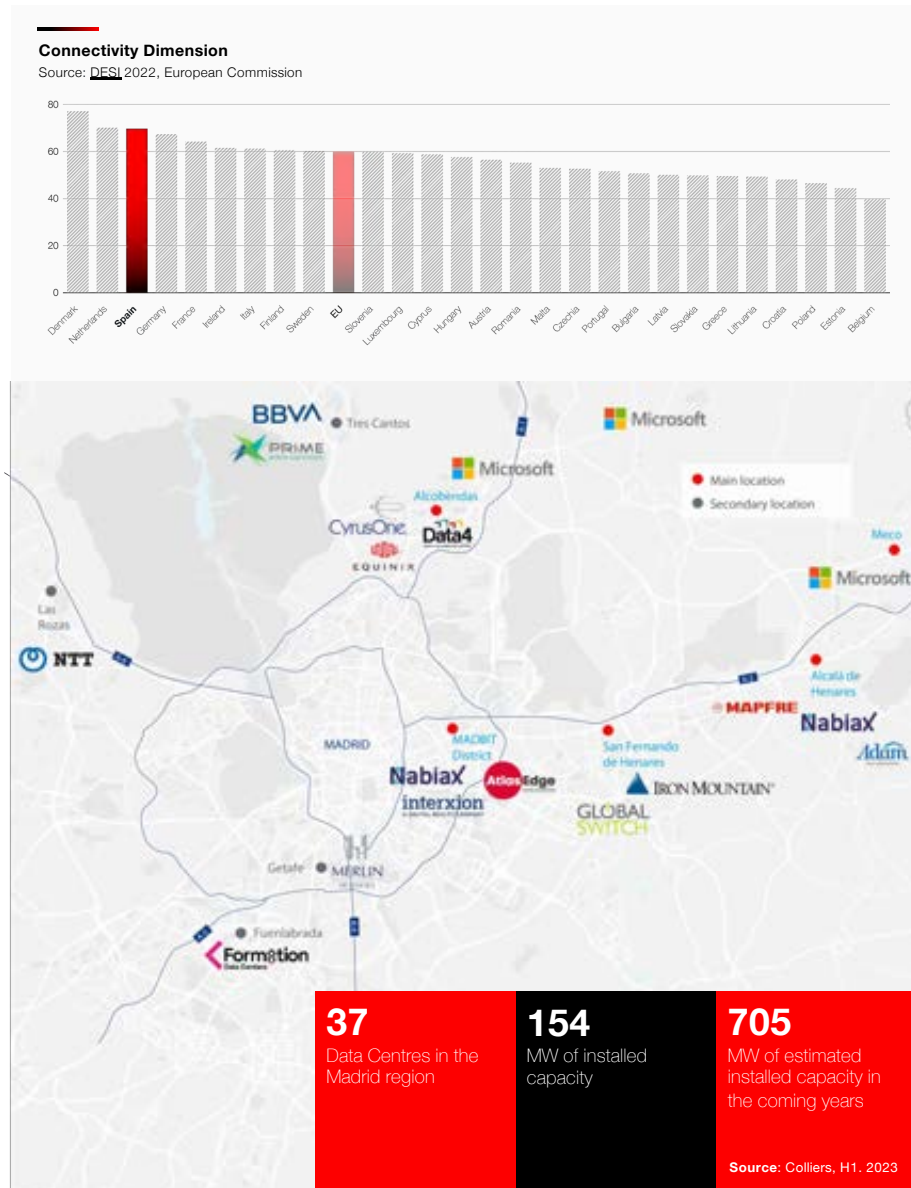 Connectivity Dimension
Source: DESI 2022, European Commission
80
60
40
20
0
Denmark
Netherlands
Spain
Germany
France
Ireland
Italy
Finland
Sweden
EU
Slovenia
Luxembourg
Cyprus
Hungary
Austria
Romania
Malta
Czechia
Portugal
Bulgaria
Latvia
Slovakia
Greece
Lithuania
Croatia
Poland
Estonia
Belgium
BBVA
Tres Cantos
PRIME
Microsoft
Microsoft
Main location
Secondary location
Alcobendas
CyrusOne
Data4
EQUINIX
Meco
Microsoft
Las
Rozas
NTT
Alcalá de
Henares
MAPFRE
Nabiax
Adam
MADRID
MADBIT
District
San Fernando
de Henares
Nabiax
AtlasEdge
interxion
IRON MOUNTAIN
GLOBAL
SWITCH
Getafe
MERLIN
Fuenlabrada
Form8tion
Data Centers
37
Data Centres in the
Madrid region
154
MW of installed
capacity
705
MW of estimated
installed capacity in
the coming years
Source: Colliers, H1. 2023